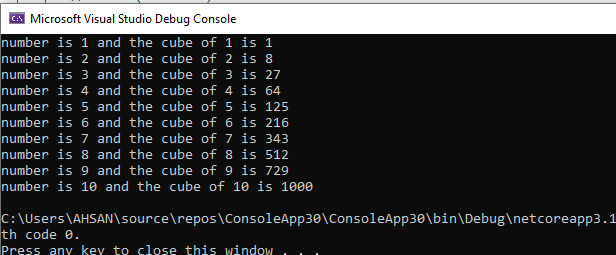 Microsoft Visual Studio Debug Console
number is 1 and the cube of 1 is 1
number is 2 and the cube of 2 is 8
number is 3 and the cube of 3 is 27
number is 4 and the cube of 4 is 64
number is 5 and the cube of 5 is 125
number is 6 and the cube of 6 is 216
number is 7 and the cube of 7 is 343
number is 8 and the cube of 8 is 512
number is 9 and the cube of 9 is 729
number is 10 and the cube of 10 is 1000
C:\Users\AHSAN\source\repos\ConsoleApp30\ConsoleApp30\bin\Debug\netcoreapp3.1
th code 0.
Press any key to close this window . . .